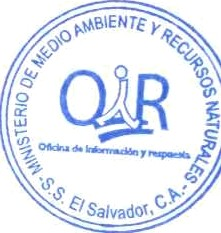 MINISTERIO DE MEDIO AMBIENTE Y RECURSOS NATURALES
OIR
Oficina de Información y respuesta
S.S. El Salvador, C.A.